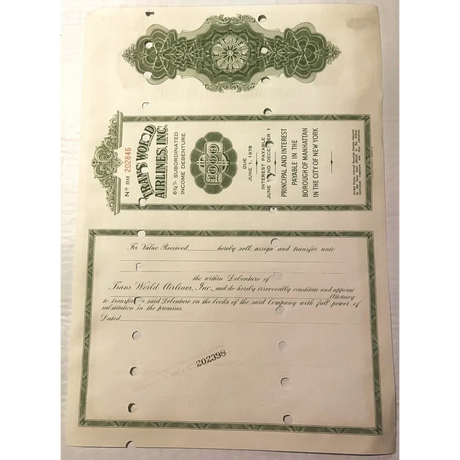 Nº RM 202846
TRANS WORLD
AIRLINES, INC.
6½% SUBORDINATED
INCOME DEBENTURE
1000
DUE
JUNE 1, 1978
INTEREST PAYABLE
JUNE 1 AND DECEMBER 1
PRINCIPAL AND INTEREST
PAYABLE IN THE
BOROUGH OF MANHATTAN
IN THE CITY OF NEW YORK
For Value Received, hereby sell, assign and transfer unto
the within Debenture of
Trans World Airlines, Inc., and do hereby irrevocably constitute and appoint
Attorney
to transfer said Debenture on the books of the said Company with full power of
substitution in the premises.
Dated
202398